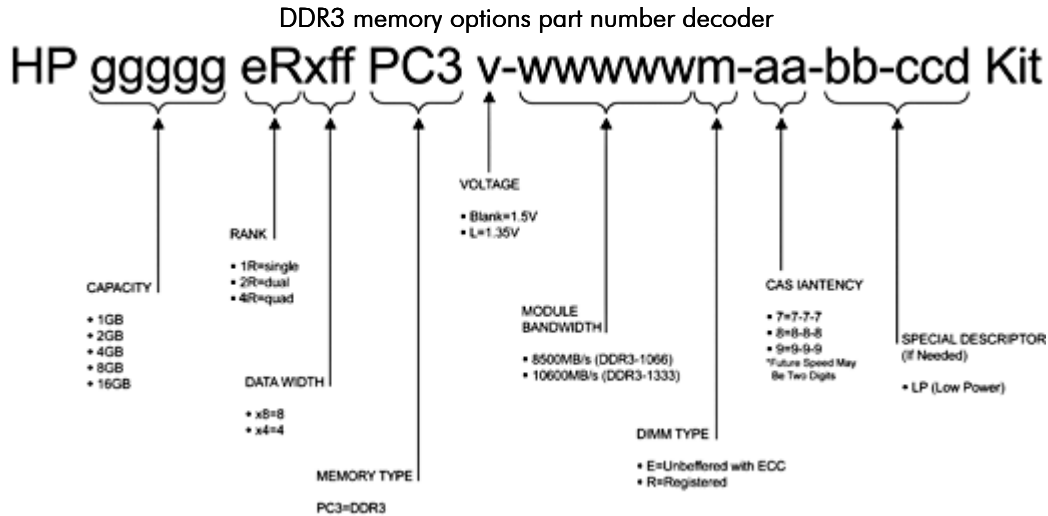 DDR3 memory options part number decoder
HP ggggg eRxff PC3 v-wwwwwm-aa-bb-ccd Kit
VOLTAGE
▪ Blank=1.5V
▪ L=1.35V
RANK
▪ 1R=single
▪ 2R=dual
▪ 4R=quad
CAPACITY
+ 1GB
+ 2GB
+ 4GB
+ 8GB
+ 16GB
CAS IANTENCY
▪ 7=7-7-7
▪ 8=8-8-8
▪ 9=9-9-9
*Future Speed May
Be Two Digits
MODULE
BANDWIDTH
▪ 8500MB/s (DDR3-1066)
▪ 10600MB/s (DDR3-1333)
SPECIAL DESCRIPTOR
(If Needed)
▪ LP (Low Power)
DATA WIDTH
+ x8=8
+ x4=4
DIMM TYPE
▪ E=Unbeffered with ECC
▪ R=Registered
MEMORY TYPE
PC3=DDR3